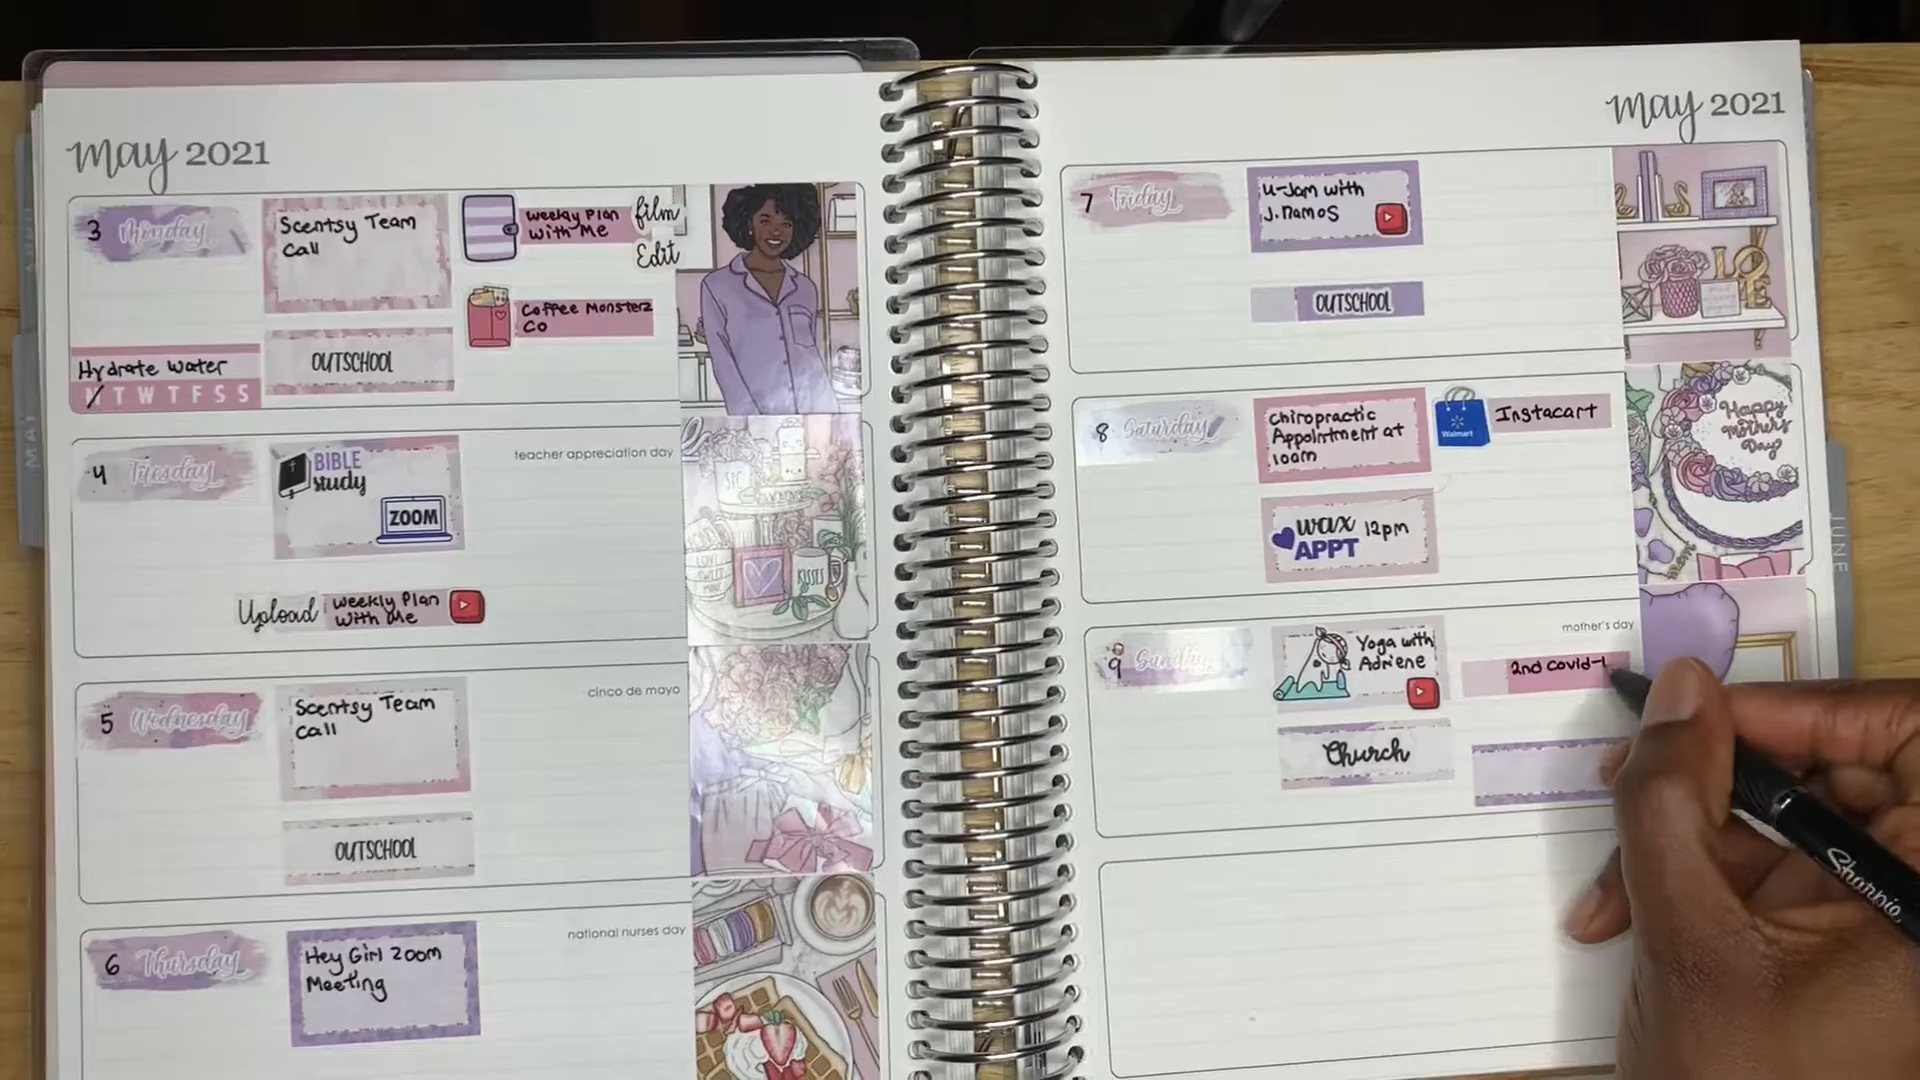 may 2021
3 Monday
Scentsy Team
Call
Weekly Plan
With Me
film
Edit
Coffee Monsterz
Co
OUTSCHOOL
Hydrate Water
M T W T F S S
4 Tuesday
BIBLE
study
ZOOM
teacher appreciation day
Upload
Weekly Plan
With Me
KISSES
5 Wednesday
Scentsy Team
Call
cinco de mayo
OUTSCHOOL
6 Thursday
Hey Girl Zoom
Meeting
national nurses day
MAY
may 2021
7 Friday
U-Jam with
J.Ramos
OUTSCHOOL
LOVE
8 Saturday
Chiropractic
Appointment at
10am
Walmart
Instacart
wax
APPT
12pm
Happy
Mother's
Day
9 Sunday
Yoga with
Adriene
mother's day
2nd Covid-1
Church
JUNE
Sharpie